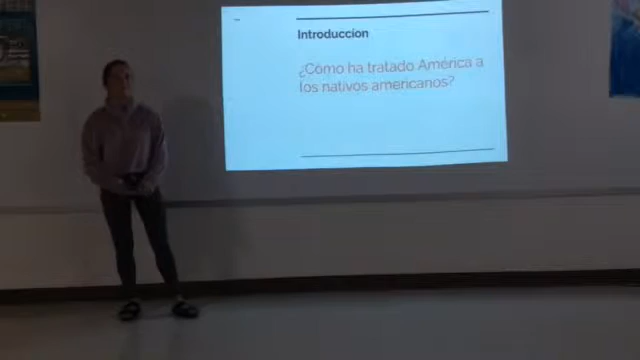 Introduccion
¿Cómo ha tratado América a
los nativos americanos?